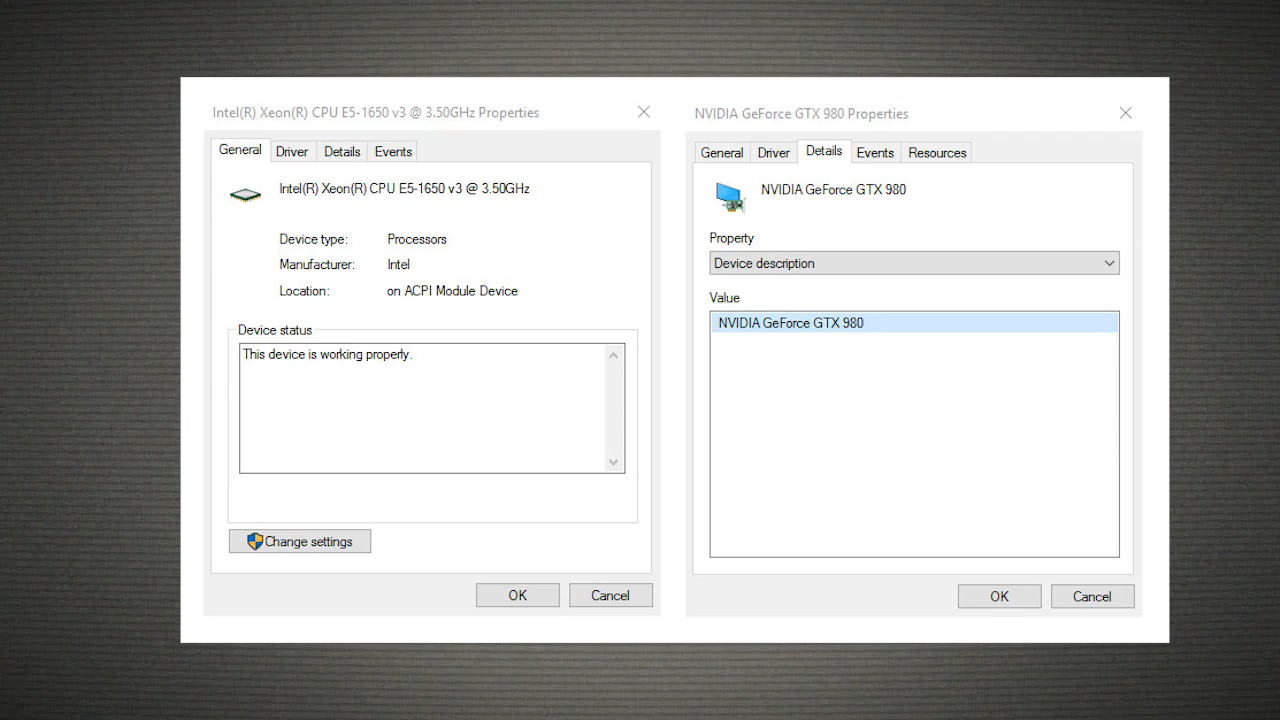 Intel(R) Xeon(R) CPU E5-1650 v3 @ 3.50GHz Properties
General Driver Details Events
Intel(R) Xeon(R) CPU E5-1650 v3 @ 3.50GHz
Device type: Processors
Manufacturer: Intel
Location: on ACPI Module Device
Device status
This device is working properly.
Change settings
OK Cancel
NVIDIA GeForce GTX 980 Properties
General Driver Details Events Resources
NVIDIA GeForce GTX 980
Property
Device description
Value
NVIDIA GeForce GTX 980
OK Cancel